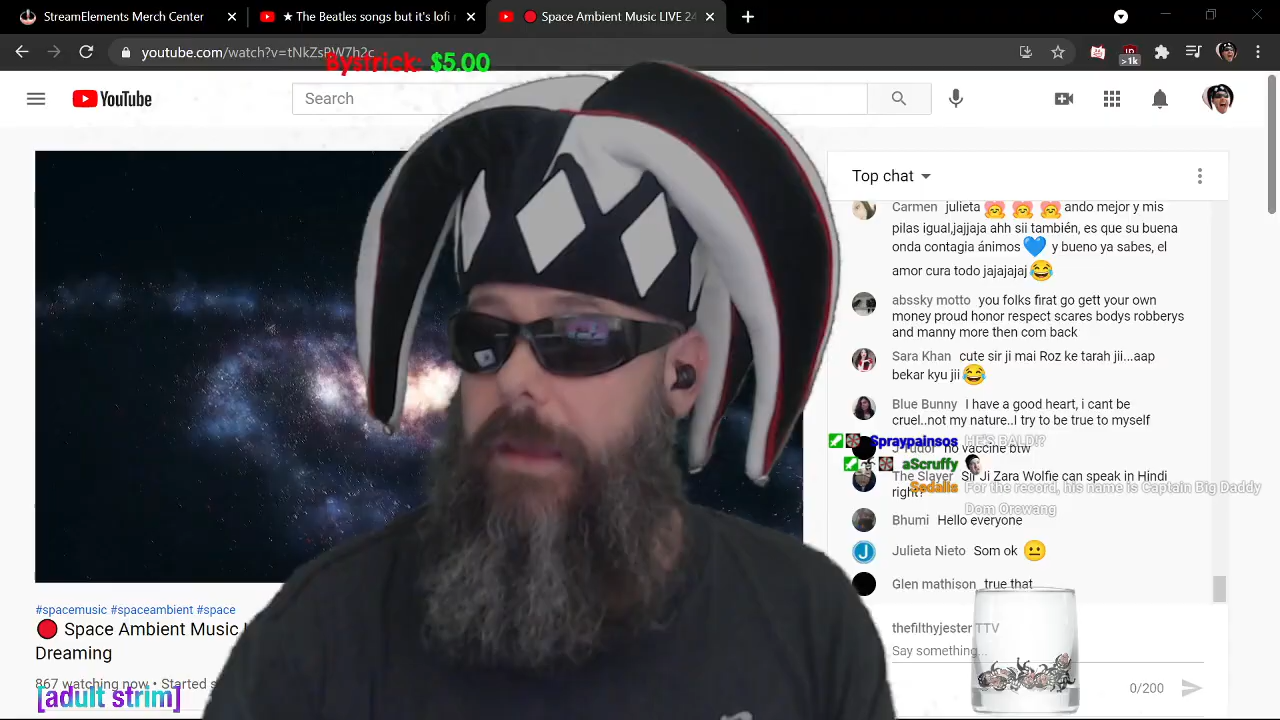 StreamElements Merch Center
★ The Beatles songs but it's lofi
Space Ambient Music LIVE 24
Bystrick: $5.00
YouTube
Search
Top chat
Carmen julieta 🤗 🤗 🤗 ando mejor y mis
pilas igual,jajjaja ahh sii también, es que su buena
onda contagia ánimos 💙 y bueno ya sabes, el
amor cura todo jajajajaj 😂
abssky motto you folks firat go gett your own
money proud honor respect scares bodys robberys
and manny more then com back
Sara Khan cute sir ji mai Roz ke tarah jii...aap
bekar kyu jii 😂
Blue Bunny I have a good heart, i cant be
cruel..not my nature..I try to be true to myself
Spraypainsos HE'S BALD!?
no vaccine btw
aScruffy
The Slayer Sir Ji Zara Wolfie can speak in Hindi
right?
Sedalis For the record, his name is Captain Big Daddy
Dom Orcwang
Bhumi Hello everyone
Julieta Nieto Som ok 😐
Glen mathison true that
thefilthyjester TTV
Say something...
0/200
#spacemusic #spaceambient #space
🔴 Space Ambient Music
Dreaming
867 watching now • Started
[adult strim]